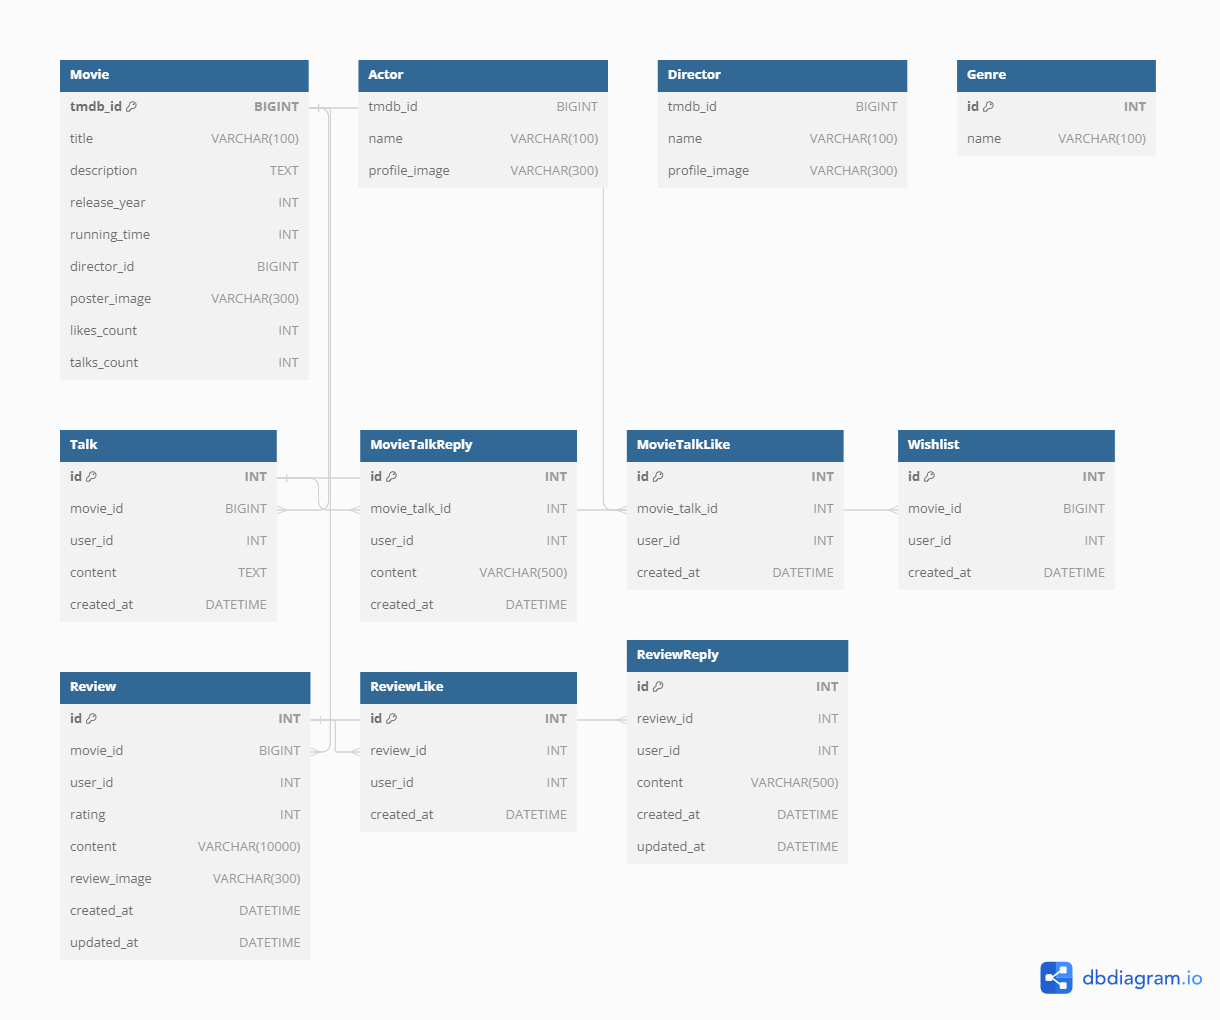 Movie
tmdb_id BIGINT
title VARCHAR(100)
description TEXT
release_year INT
running_time INT
director_id BIGINT
poster_image VARCHAR(300)
likes_count INT
talks_count INT
Actor
tmdb_id BIGINT
name VARCHAR(100)
profile_image VARCHAR(300)
Director
tmdb_id BIGINT
name VARCHAR(100)
profile_image VARCHAR(300)
Genre
id INT
name VARCHAR(100)
Talk
id INT
movie_id BIGINT
user_id INT
content TEXT
created_at DATETIME
MovieTalkReply
id INT
movie_talk_id INT
user_id INT
content VARCHAR(500)
created_at DATETIME
MovieTalkLike
id INT
movie_talk_id INT
user_id INT
created_at DATETIME
Wishlist
id INT
movie_id BIGINT
user_id INT
created_at DATETIME
Review
id INT
movie_id BIGINT
user_id INT
rating INT
content VARCHAR(10000)
review_image VARCHAR(300)
created_at DATETIME
updated_at DATETIME
ReviewLike
id INT
review_id INT
user_id INT
created_at DATETIME
ReviewReply
id INT
review_id INT
user_id INT
content VARCHAR(500)
created_at DATETIME
updated_at DATETIME
dbdiagram.io